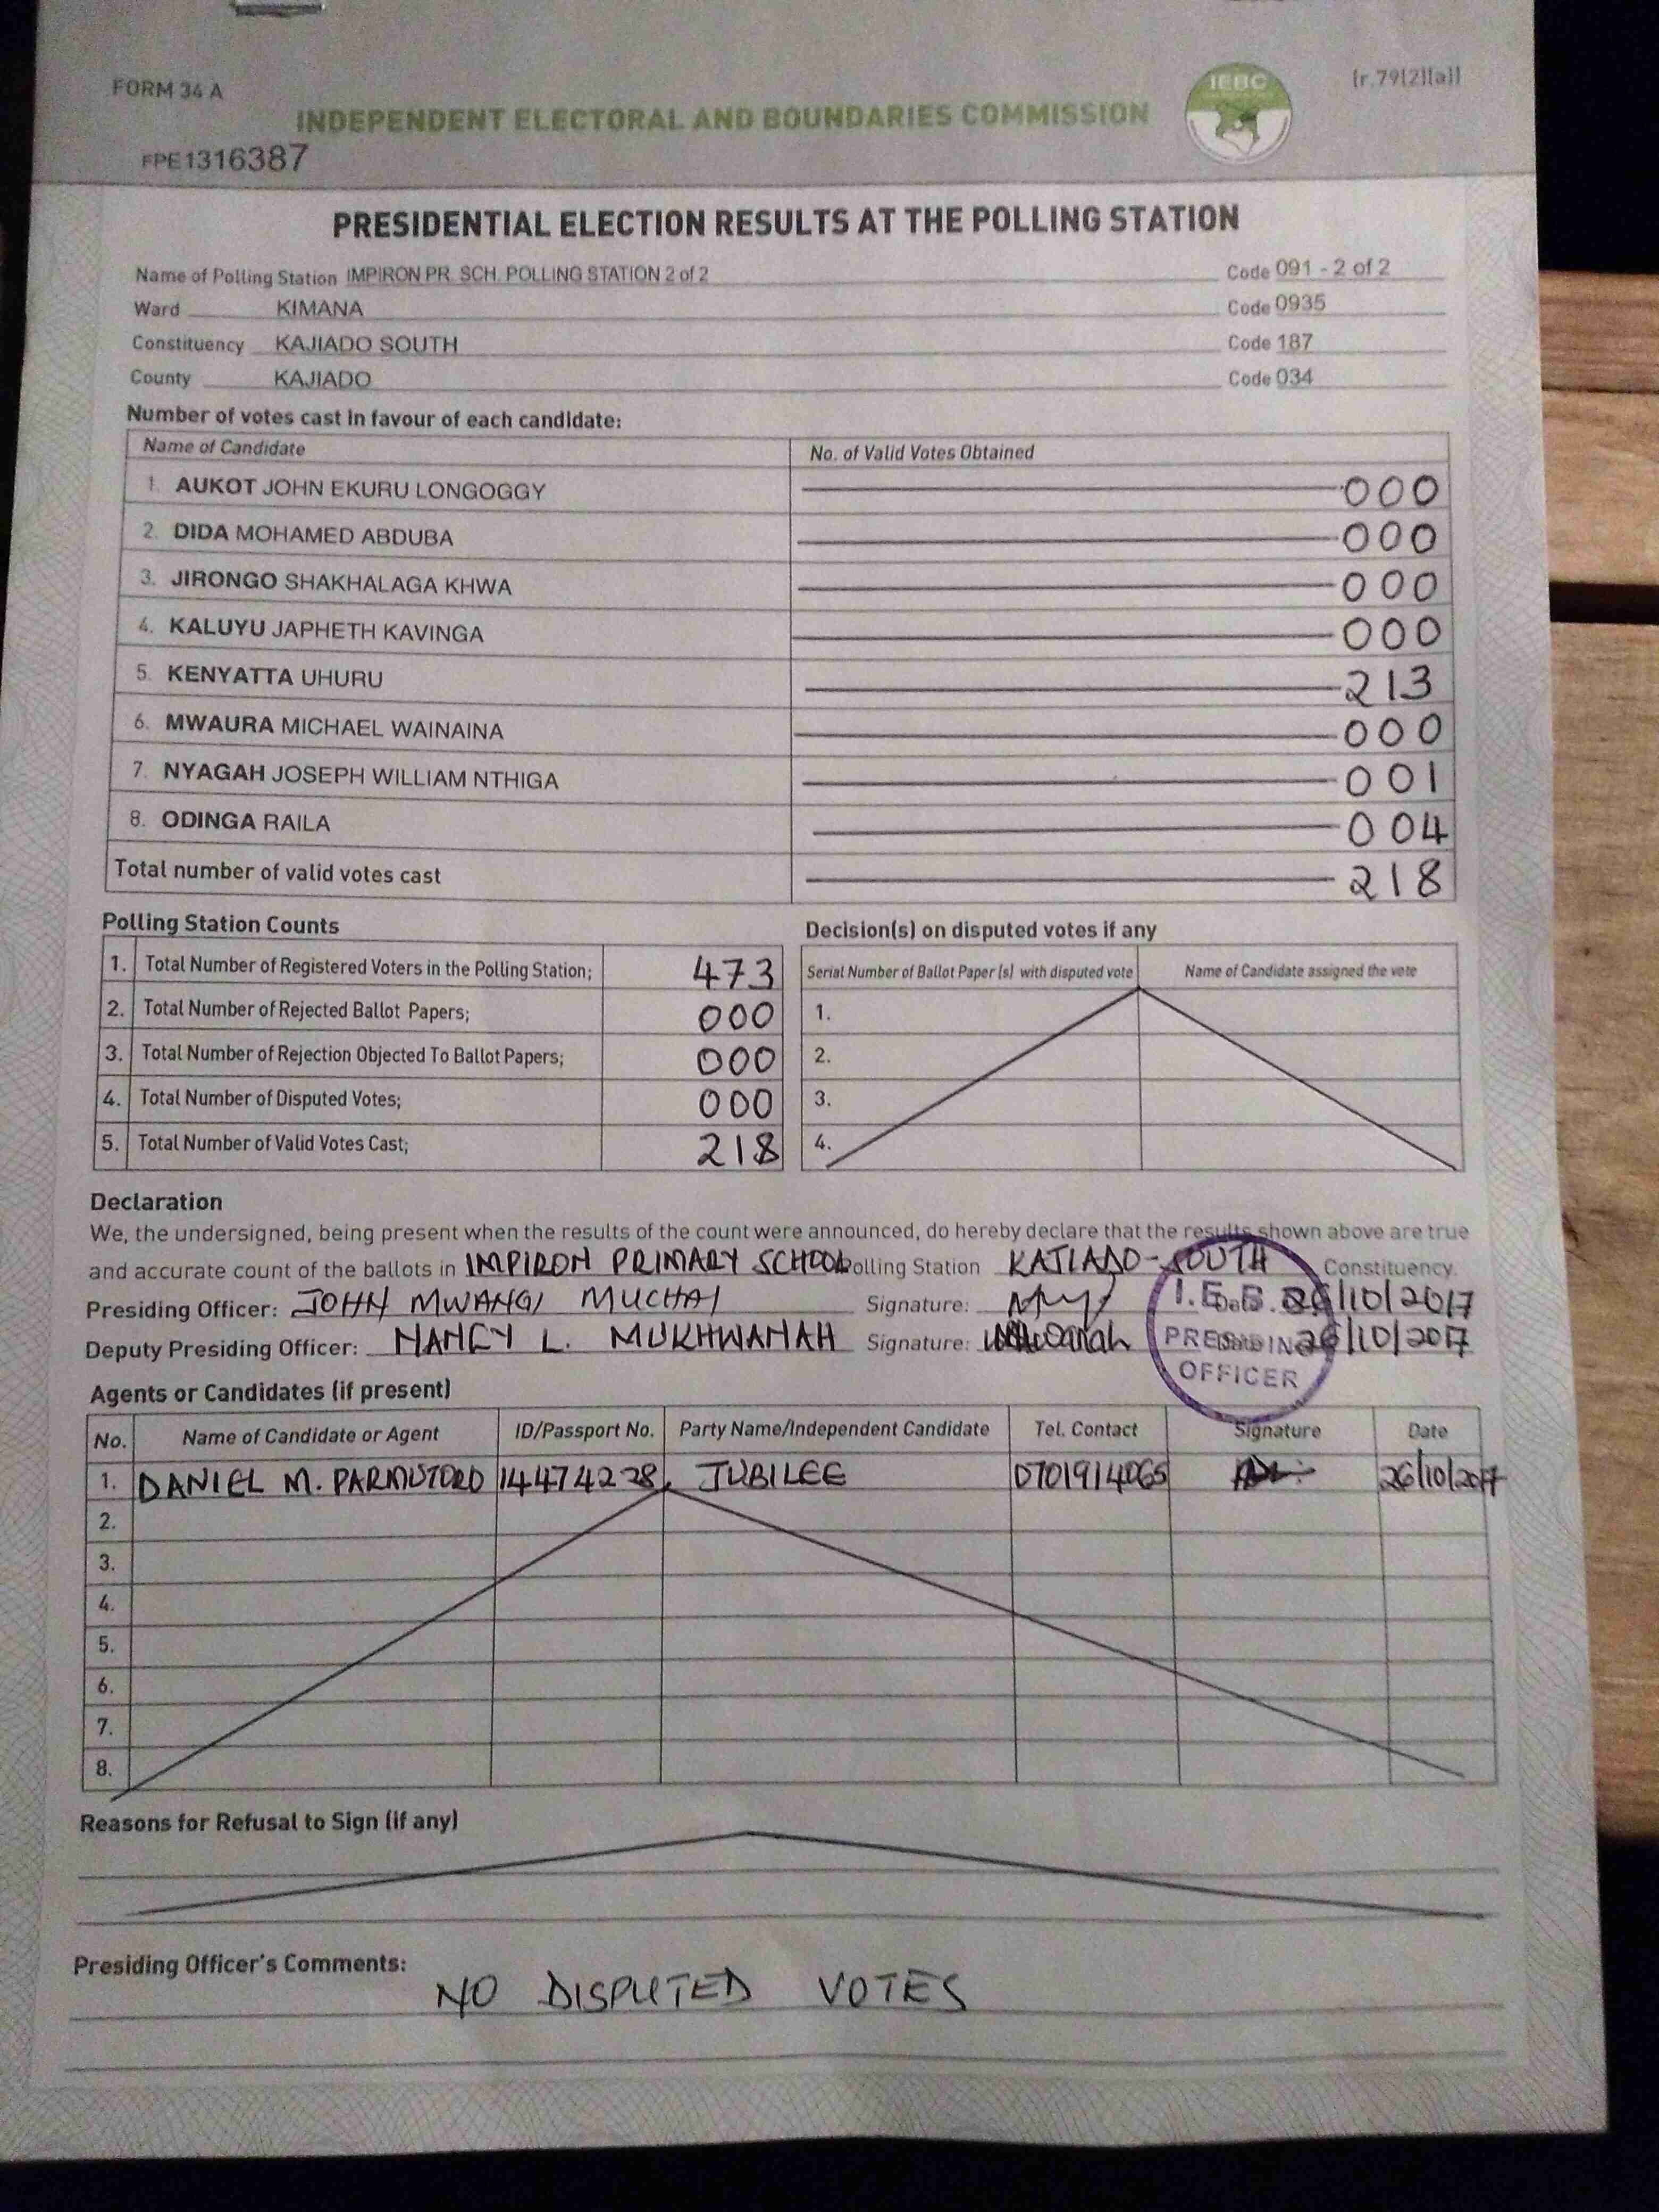 FORM 34 A
IEBC
(r.79(2)(a))
INDEPENDENT ELECTORAL AND BOUNDARIES COMMISSION
FPE1316387
PRESIDENTIAL ELECTION RESULTS AT THE POLLING STATION
Name of Polling Station IMPIRON PR. SCH. POLLING STATION 2 of 2 Code 091 - 2 of 2
Ward KIMANA Code 0935
Constituency KAJIADO SOUTH Code 187
County KAJIADO Code 034
Number of votes cast in favour of each candidate:
Name of Candidate No. of Valid Votes Obtained
1. AUKOT JOHN EKURU LONGOGGY 000
2. DIDA MOHAMED ABDUBA 000
3. JIRONGO SHAKHALAGA KHWA 000
4. KALUYU JAPHETH KAVINGA 000
5. KENYATTA UHURU 213
6. MWAURA MICHAEL WAINAINA 000
7. NYAGAH JOSEPH WILLIAM NTHIGA 001
8. ODINGA RAILA 004
Total number of valid votes cast 218
Polling Station Counts
1. Total Number of Registered Voters in the Polling Station; 473
2. Total Number of Rejected Ballot Papers; 000
3. Total Number of Rejection Objected To Ballot Papers; 000
4. Total Number of Disputed Votes; 000
5. Total Number of Valid Votes Cast; 218
Decision(s) on disputed votes if any
Serial Number of Ballot Paper (s) with disputed vote Name of Candidate assigned the vote
1.
2.
3.
4.
Declaration
We, the undersigned, being present when the results of the count were announced, do hereby declare that the results shown above are true
and accurate count of the ballots in IMPIRON PRIMARY SCHOOL Polling Station KAJIADO-SOUTH Constituency.
Presiding Officer: JOHN MWANGI MUCHAI Signature: Date 26/10/2017
Deputy Presiding Officer: NANCY L. MUKHWANAH Signature: Date 26/10/2017
I.E.B.C
PRESIDING
OFFICER
Agents or Candidates (if present)
No. Name of Candidate or Agent ID/Passport No. Party Name/Independent Candidate Tel. Contact Signature Date
1. DANIEL M. 14474228 JUBILEE 0701914065 26/10/2017
2.
3.
4.
5.
6.
7.
8.
Reasons for Refusal to Sign (if any)
Presiding Officer's Comments: NO DISPUTED VOTES